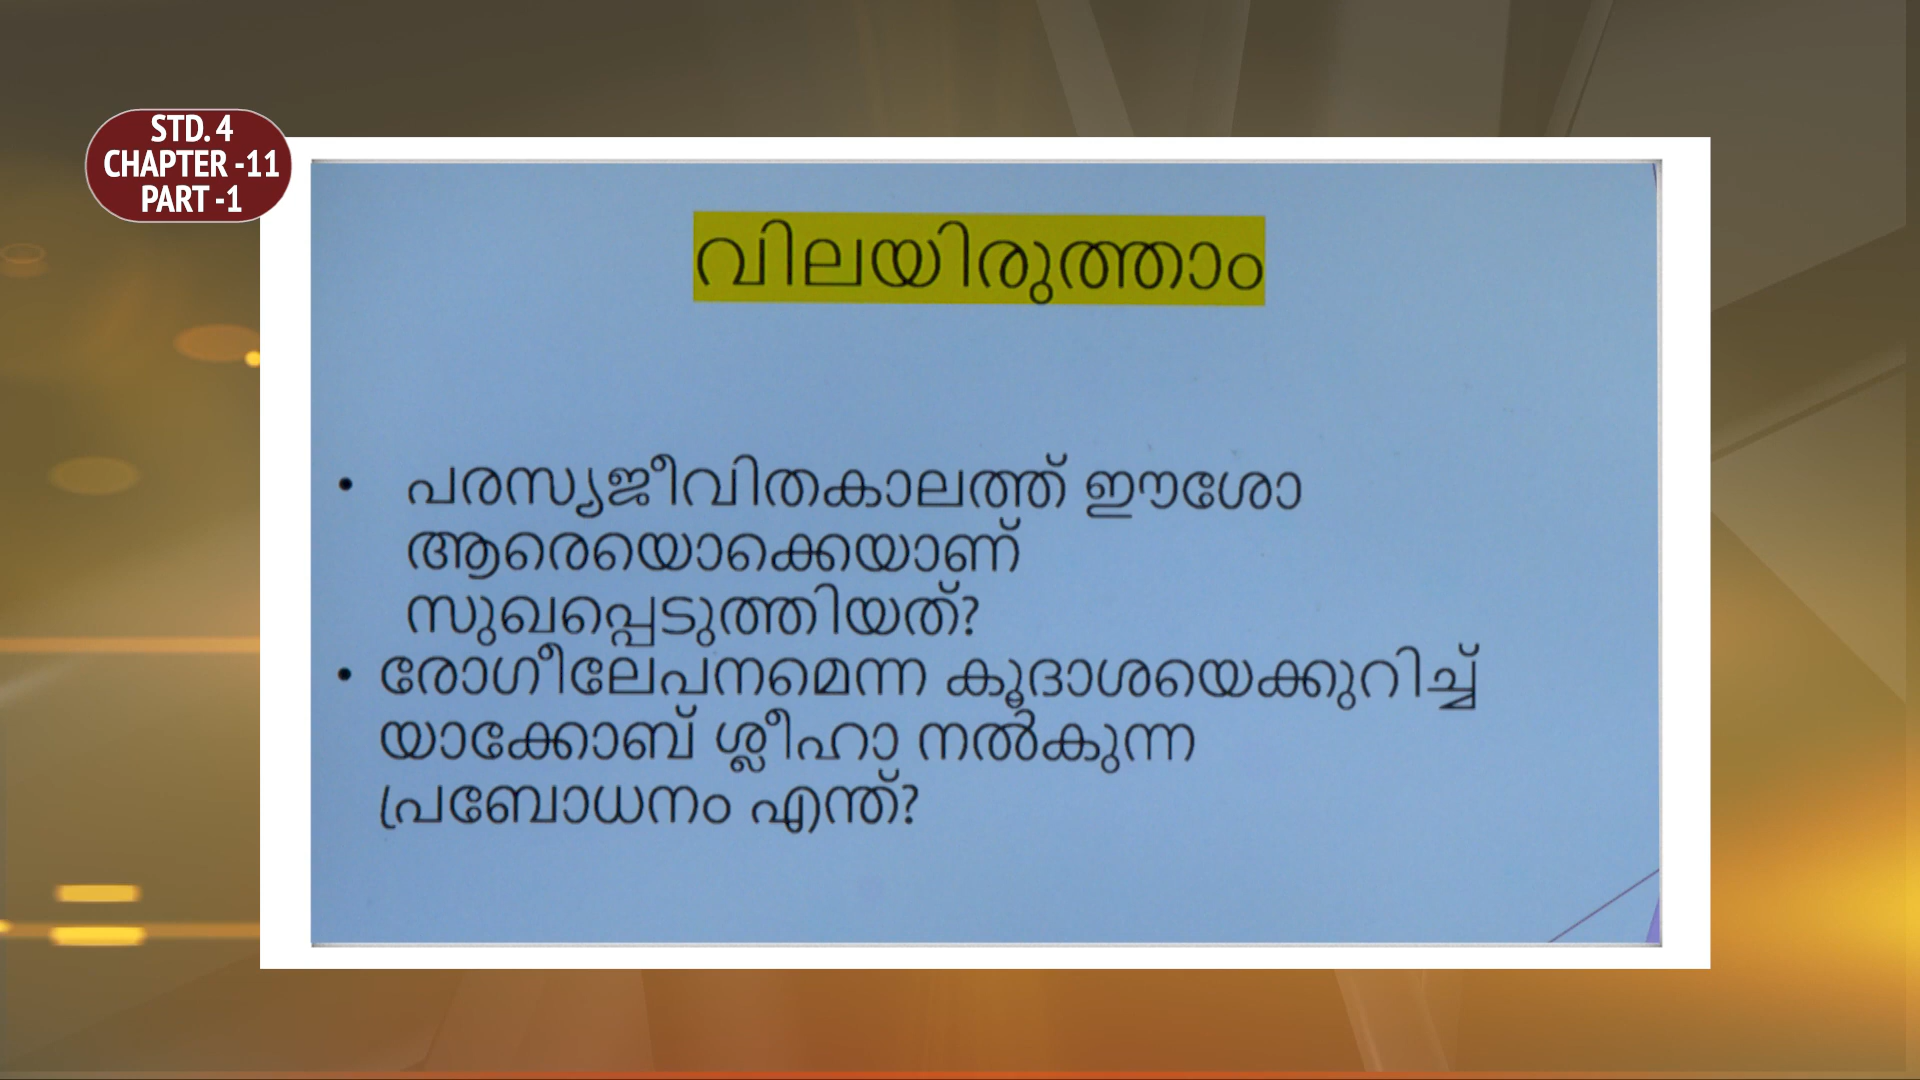 STD. 4
CHAPTER -11
PART -1
വിലയിരുത്താം
• പരസ്യജീവിതകാലത്ത് ഈശോ
ആരെയൊക്കെയാണ്
സുഖപ്പെടുത്തിയത്?
• രോഗീലേപനമെന്ന കൂദാശയെക്കുറിച്ച്
യാക്കോബ് ശ്ലീഹാ നൽകുന്ന
പ്രബോധനം എന്ത്?